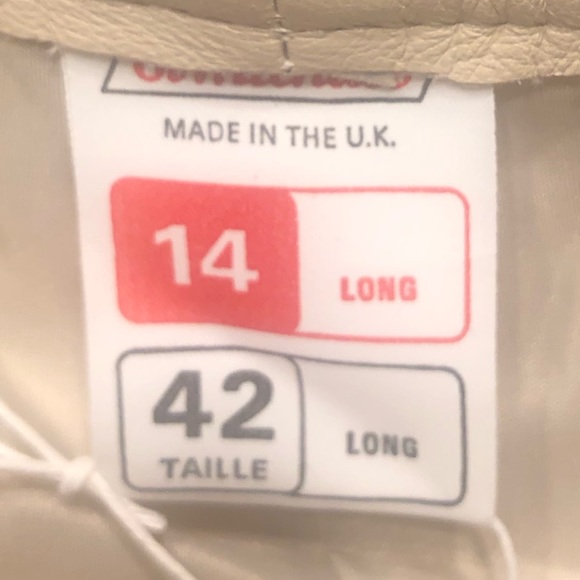 MADE IN THE U.K.
14 LONG
42 LONG
TAILLE